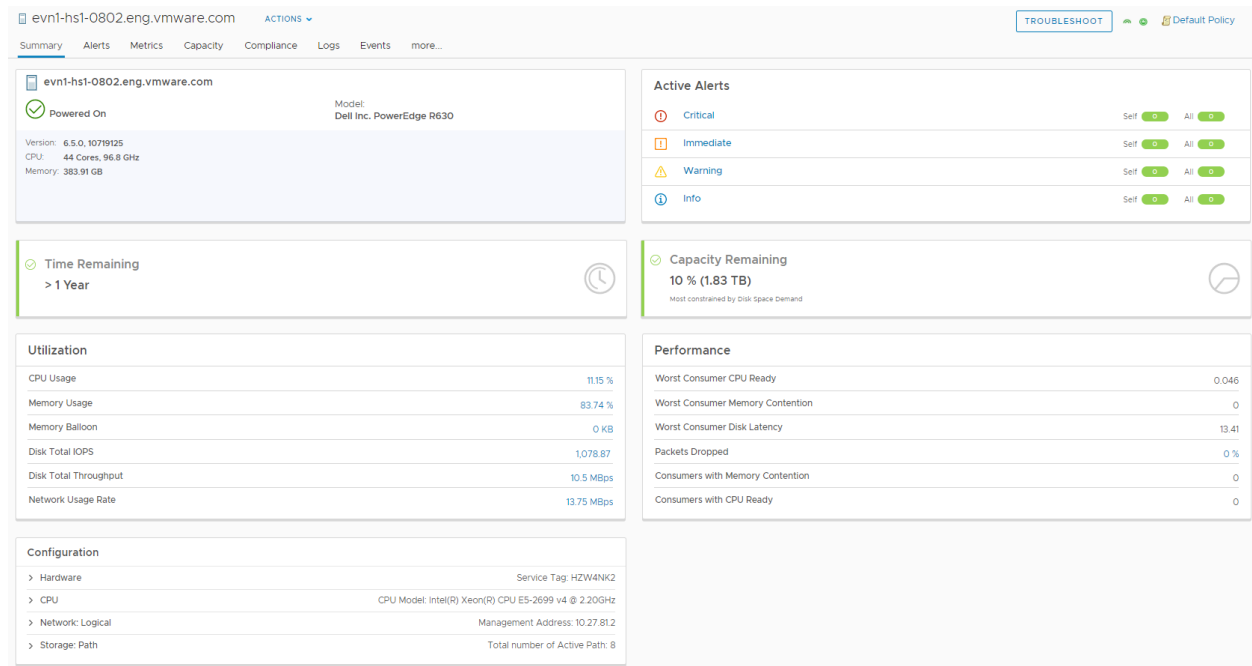 evn1-hs1-0802.eng.vmware.com ACTIONS TROUBLESHOOT Default Policy
Summary Alerts Metrics Capacity Compliance Logs Events more...
evn1-hs1-0802.eng.vmware.com
Powered On
Model:
Dell Inc. PowerEdge R630
Version: 6.5.0, 10719125
CPU: 44 Cores, 96.8 GHz
Memory: 383.91 GB
Active Alerts
Critical Self 0 All 0
Immediate Self 0 All 0
Warning Self 0 All 0
Info Self 0 All 0
Time Remaining
> 1 Year
Capacity Remaining
10 % (1.83 TB)
Most constrained by Disk Space Demand
Utilization
CPU Usage 11.15 %
Memory Usage 83.74 %
Memory Balloon 0 KB
Disk Total IOPS 1,078.87
Disk Total Throughput 10.5 MBps
Network Usage Rate 13.75 MBps
Performance
Worst Consumer CPU Ready 0.046
Worst Consumer Memory Contention 0
Worst Consumer Disk Latency 13.41
Packets Dropped 0 %
Consumers with Memory Contention 0
Consumers with CPU Ready 0
Configuration
> Hardware Service Tag: HZW4NK2
> CPU CPU Model: Intel(R) Xeon(R) CPU E5-2699 v4 @ 2.20GHz
> Network: Logical Management Address: 10.27.81.2
> Storage: Path Total number of Active Path: 8